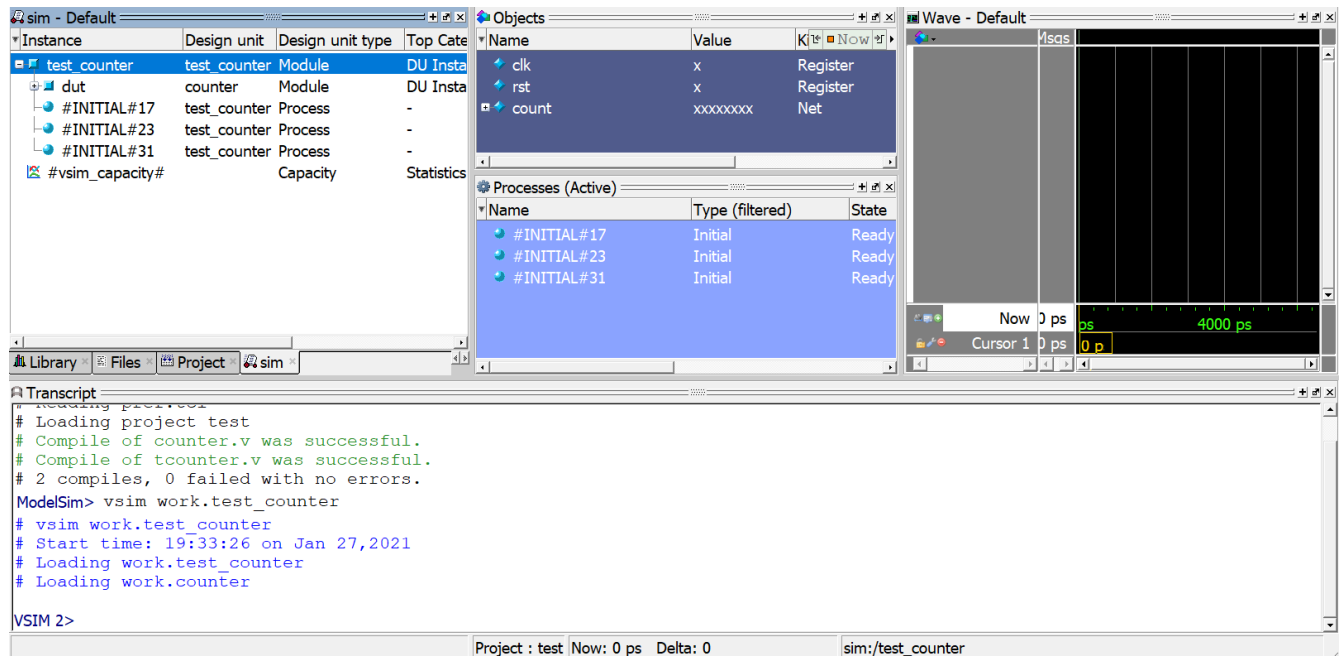 sim - Default
Instance Design unit Design unit type Top Cate
test_counter test_counter Module DU Insta
dut counter Module DU Insta
#INITIAL#17 test_counter Process -
#INITIAL#23 test_counter Process -
#INITIAL#31 test_counter Process -
#vsim_capacity# Capacity Statistics
Library Files Project sim
Objects
Name Value Ki Now
clk x Register
rst x Register
count xxxxxxxx Net
Processes (Active)
Name Type (filtered) State
#INITIAL#17 Initial Ready
#INITIAL#23 Initial Ready
#INITIAL#31 Initial Ready
Wave - Default
Msgs
Now 0 ps ps 4000 ps
Cursor 1 0 ps 0 p
Transcript
# Loading project test
# Compile of counter.v was successful.
# Compile of tcounter.v was successful.
# 2 compiles, 0 failed with no errors.
ModelSim> vsim work.test_counter
# vsim work.test_counter
# Start time: 19:33:26 on Jan 27,2021
# Loading work.test_counter
# Loading work.counter
VSIM 2>
Project : test Now: 0 ps Delta: 0 sim:/test_counter